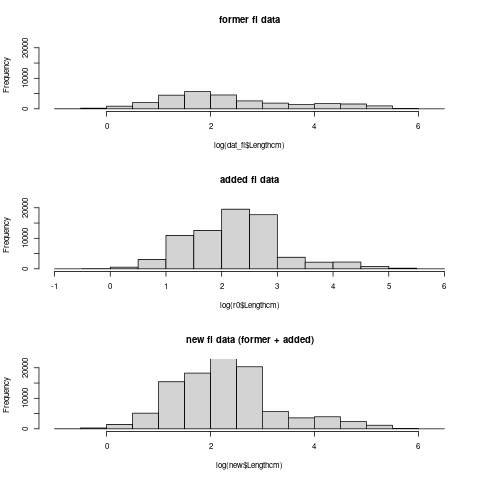 former fl data
20000
10000
0
Frequency
0 2 4 6
log(dat_fl$Lengthcm)
added fl data
20000
10000
0
Frequency
-1 0 1 2 3 4 5 6
log(r0$Lengthcm)
new fl data (former + added)
20000
10000
0
Frequency
0 2 4 6
log(new$Lengthcm)